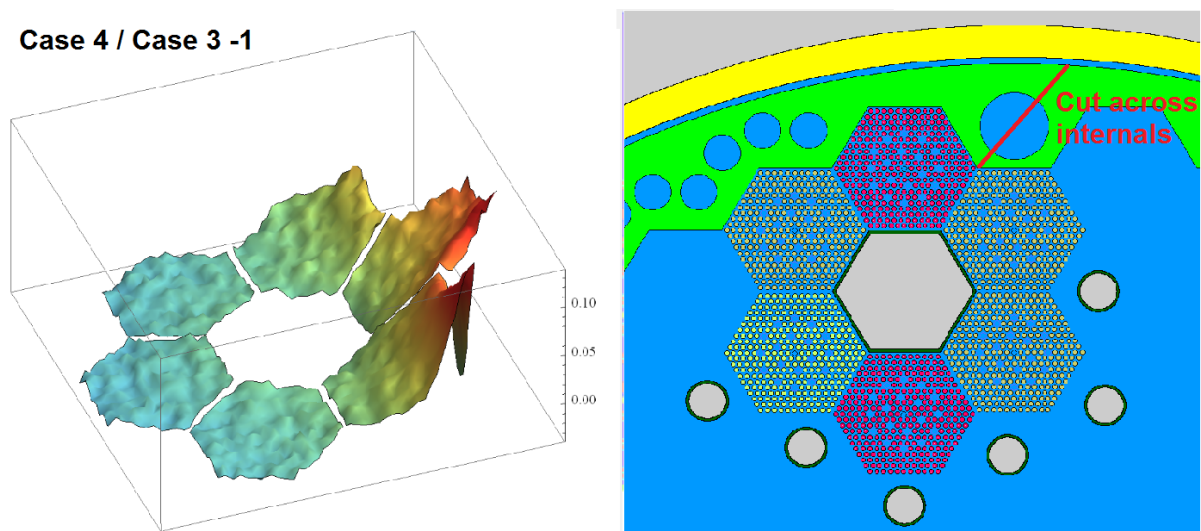 Case 4 / Case 3 -1
Cut across
internals
0.10
0.05
0.00